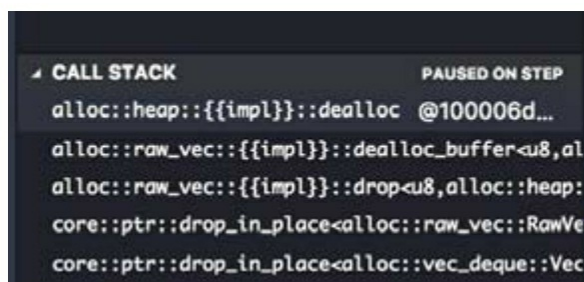 CALL STACK PAUSED ON STEP
alloc::heap::{{impl}}::dealloc @100006d...
alloc::raw_vec::{{impl}}::dealloc_buffer<u8,al
alloc::raw_vec::{{impl}}::drop<u8,alloc::heap:
core::ptr::drop_in_place<alloc::raw_vec::RawVe
core::ptr::drop_in_place<alloc::vec_deque::Vec